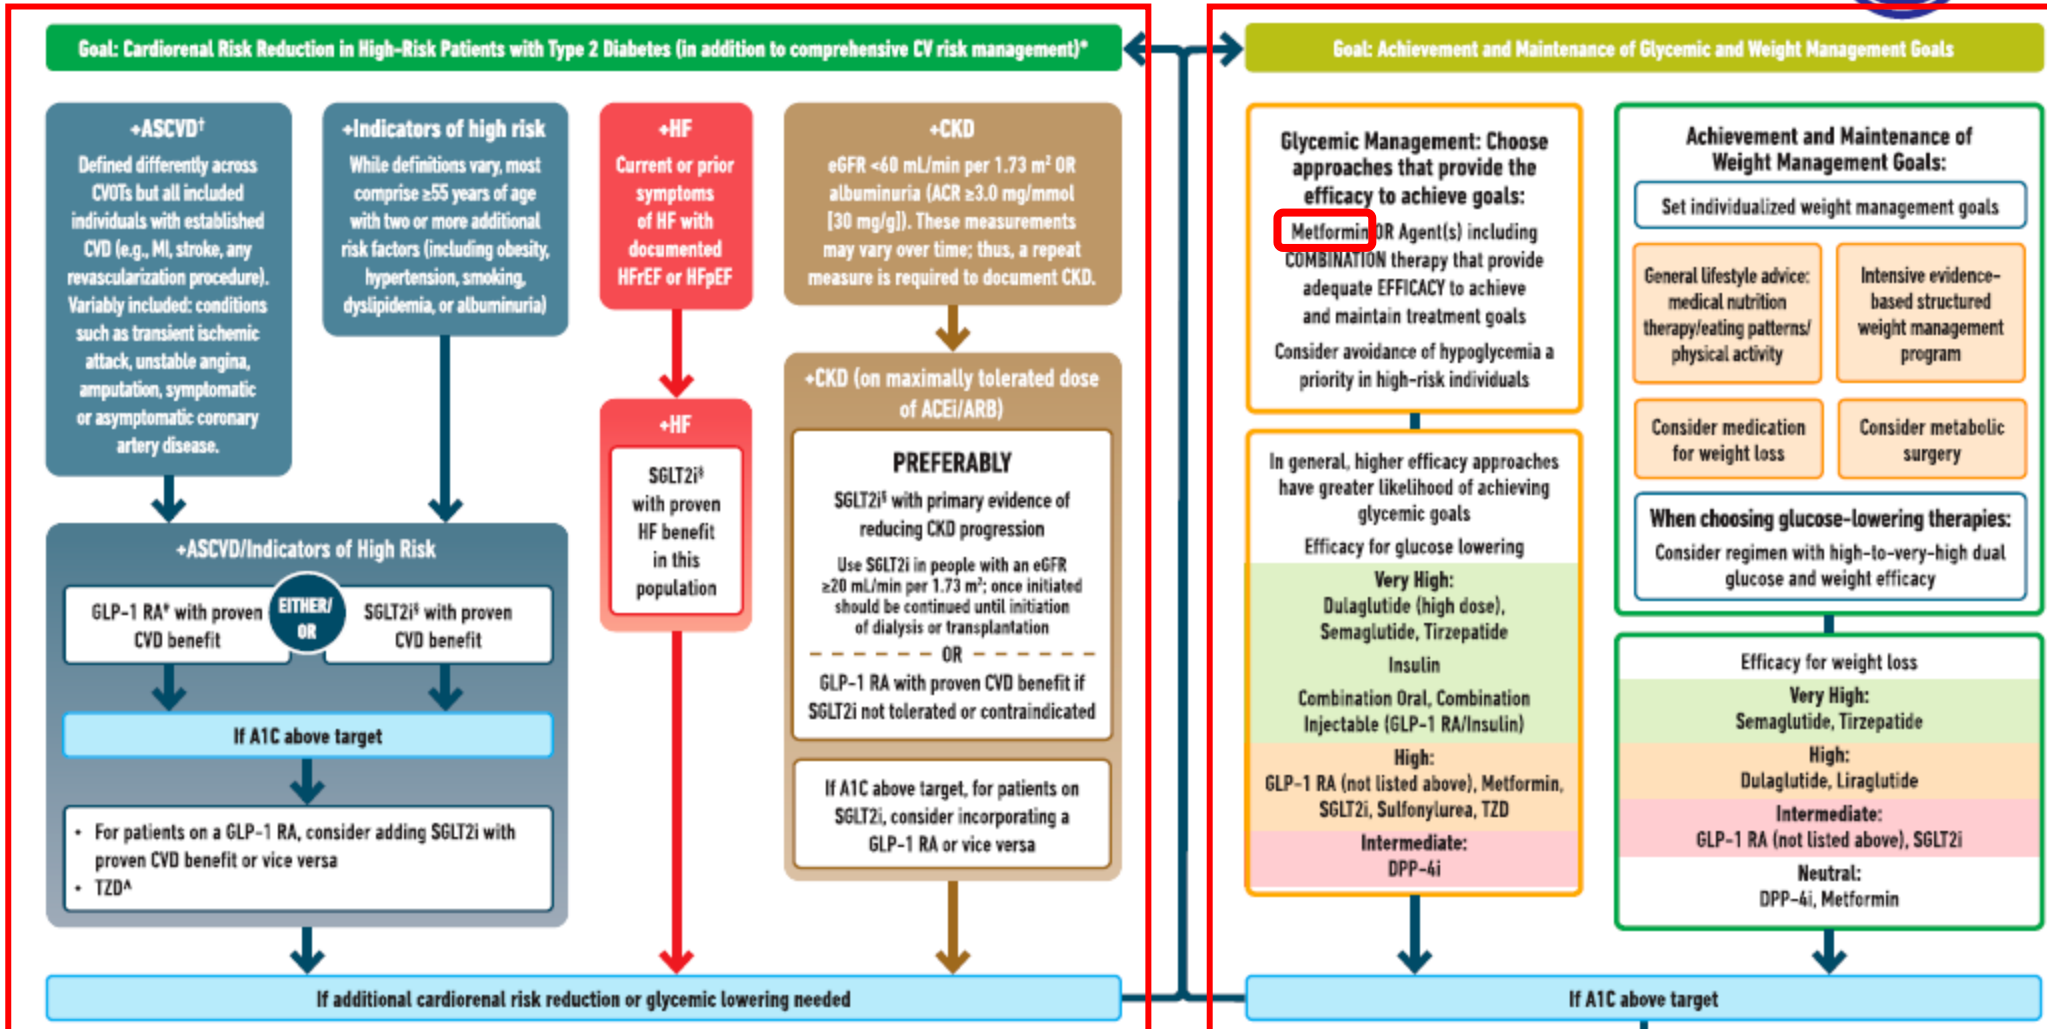 Goal: Cardiorenal Risk Reduction in High-Risk Patients with Type 2 Diabetes (in addition to comprehensive CV risk management)*
+ASCVD†
Defined differently across
CVOTs but all included
individuals with established
CVD (e.g., MI, stroke, any
revascularization procedure).
Variably included: conditions
such as transient ischemic
attack, unstable angina,
amputation, symptomatic
or asymptomatic coronary
artery disease.
+Indicators of high risk
While definitions vary, most
comprise ≥55 years of age
with two or more additional
risk factors (including obesity,
hypertension, smoking,
dyslipidemia, or albuminuria)
+HF
Current or prior
symptoms
of HF with
documented
HFrEF or HFpEF
+CKD
eGFR <60 mL/min per 1.73 m² OR
albuminuria (ACR ≥3.0 mg/mmol
[30 mg/g]). These measurements
may vary over time; thus, a repeat
measure is required to document CKD.
+ASCVD/Indicators of High Risk
GLP-1 RA# with proven
CVD benefit
EITHER/
OR
SGLT2i§ with proven
CVD benefit
If A1C above target
• For patients on a GLP-1 RA, consider adding SGLT2i with
proven CVD benefit or vice versa
• TZD^
+HF
SGLT2i§
with proven
HF benefit
in this
population
+CKD (on maximally tolerated dose
of ACEi/ARB)
PREFERABLY
SGLT2i§ with primary evidence of
reducing CKD progression
Use SGLT2i in people with an eGFR
≥20 mL/min per 1.73 m²; once initiated
should be continued until initiation
of dialysis or transplantation
OR
GLP-1 RA with proven CVD benefit if
SGLT2i not tolerated or contraindicated
If A1C above target, for patients on
SGLT2i, consider incorporating a
GLP-1 RA or vice versa
If additional cardiorenal risk reduction or glycemic lowering needed
Goal: Achievement and Maintenance of Glycemic and Weight Management Goals
Glycemic Management: Choose
approaches that provide the
efficacy to achieve goals:
Metformin OR Agent(s) including
COMBINATION therapy that provide
adequate EFFICACY to achieve
and maintain treatment goals
Consider avoidance of hypoglycemia a
priority in high-risk individuals
In general, higher efficacy approaches
have greater likelihood of achieving
glycemic goals
Efficacy for glucose lowering
Very High:
Dulaglutide (high dose),
Semaglutide, Tirzepatide
Insulin
Combination Oral, Combination
Injectable (GLP-1 RA/Insulin)
High:
GLP-1 RA (not listed above), Metformin,
SGLT2i, Sulfonylurea, TZD
Intermediate:
DPP-4i
Achievement and Maintenance of
Weight Management Goals:
Set individualized weight management goals
General lifestyle advice:
medical nutrition
therapy/eating patterns/
physical activity
Intensive evidence-
based structured
weight management
program
Consider medication
for weight loss
Consider metabolic
surgery
When choosing glucose-lowering therapies:
Consider regimen with high-to-very-high dual
glucose and weight efficacy
Efficacy for weight loss
Very High:
Semaglutide, Tirzepatide
High:
Dulaglutide, Liraglutide
Intermediate:
GLP-1 RA (not listed above), SGLT2i
Neutral:
DPP-4i, Metformin
If A1C above target